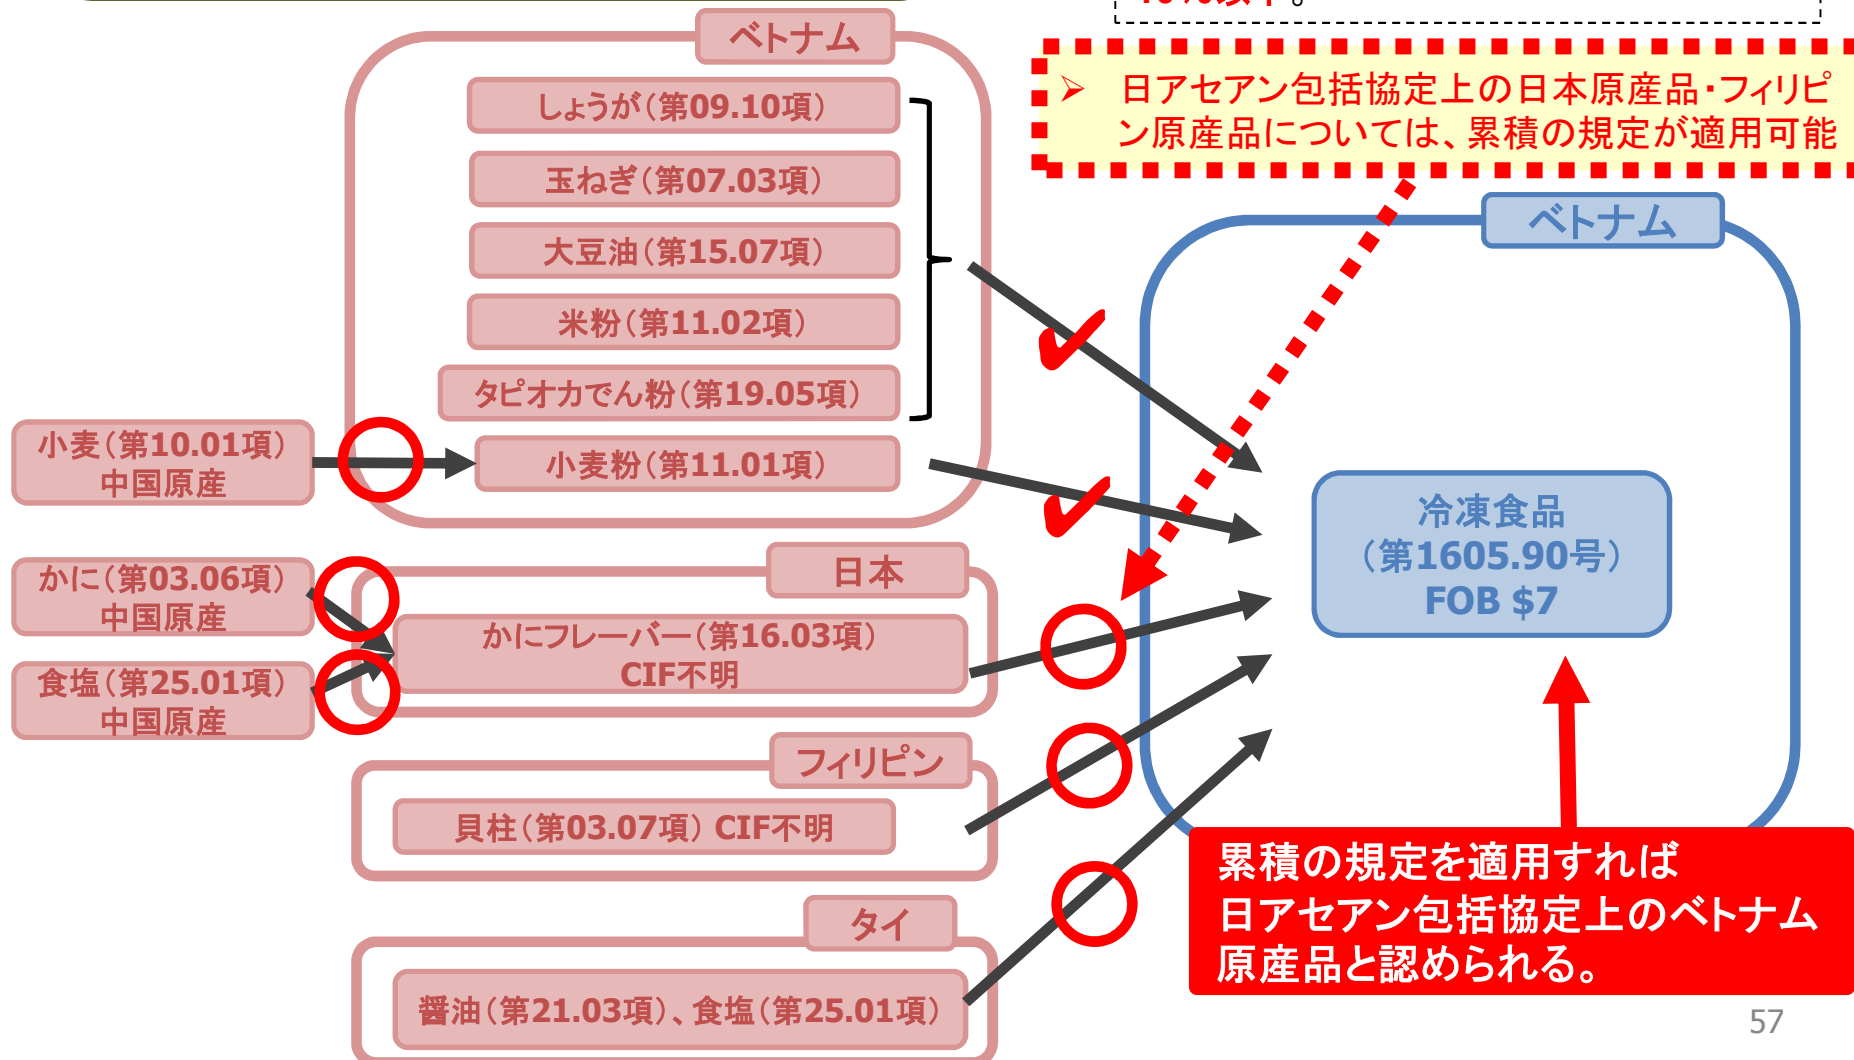 ベトナム
しょうが（第09.10項）
玉ねぎ（第07.03項）
大豆油（第15.07項）
米粉（第11.02項）
タピオカでん粉（第19.05項）
小麦（第10.01項）
中国原産
小麦粉（第11.01項）
かに（第03.06項）
中国原産
食塩（第25.01項）
中国原産
日本
かにフレーバー（第16.03項）
CIF不明
フィリピン
貝柱（第03.07項） CIF不明
タイ
醤油（第21.03項）、食塩（第25.01項）
➢ 日アセアン包括協定上の日本原産品・フィリピ
ン原産品については、累積の規定が適用可能
ベトナム
冷凍食品
（第1605.90号）
FOB $7
累積の規定を適用すれば
日アセアン包括協定上のベトナム
原産品と認められる。
57